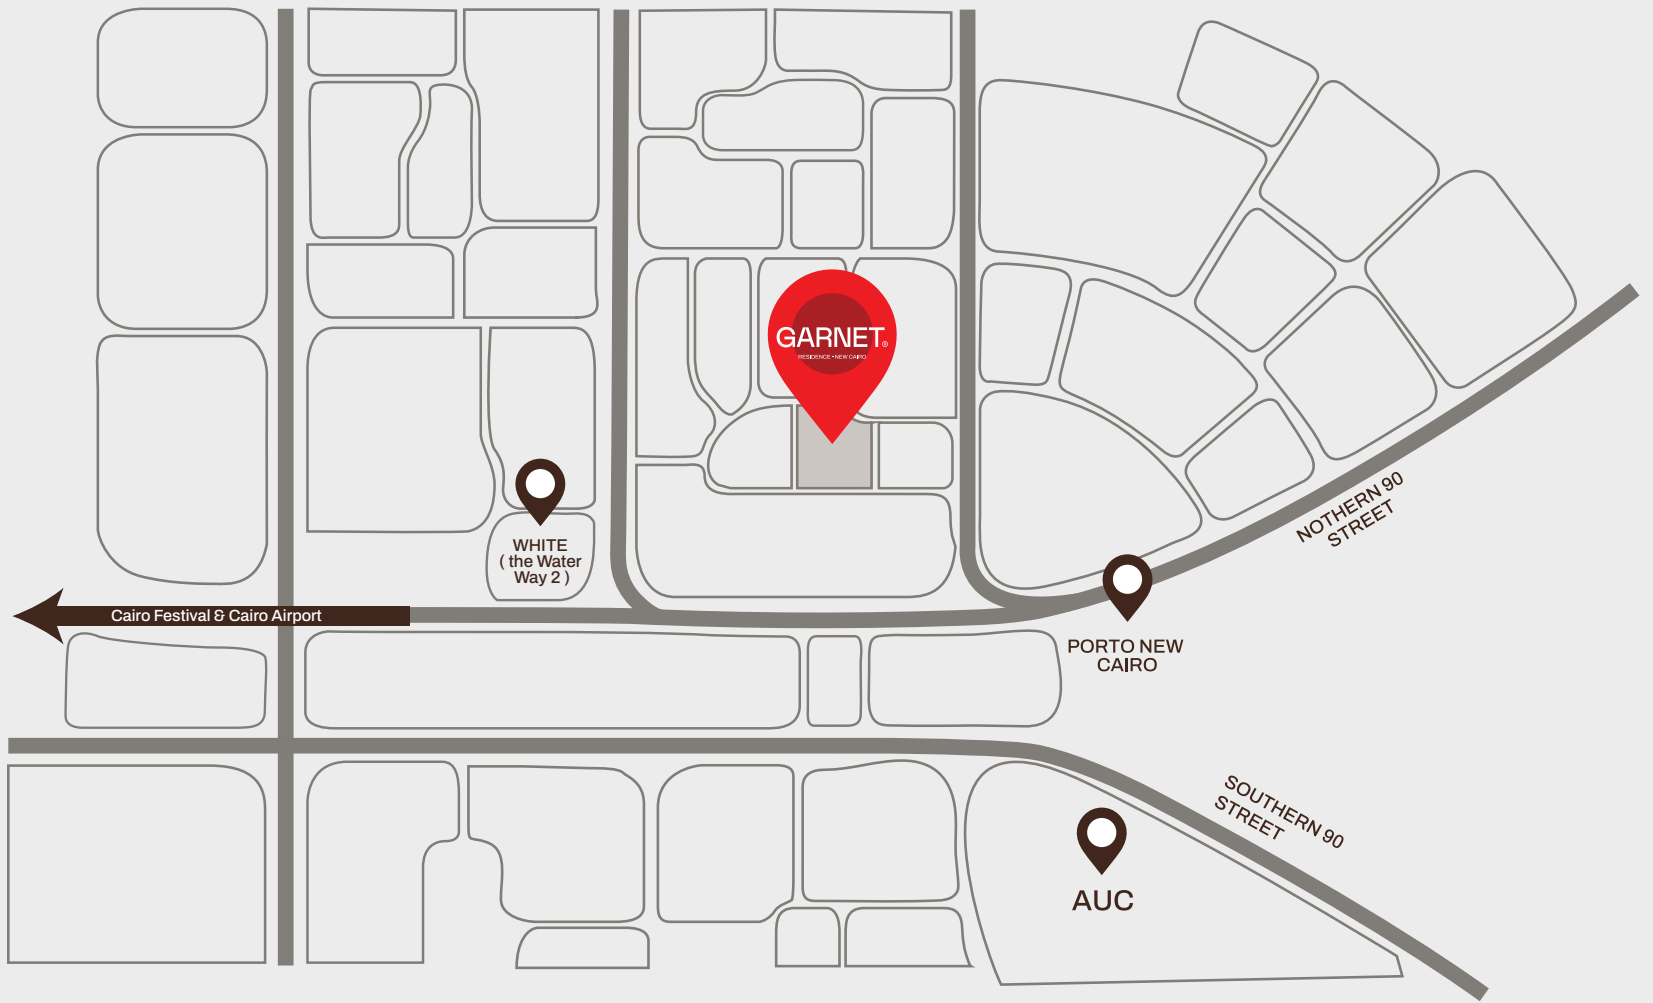 GARNET®
RESIDENCE • NEW CAIRO
NOTHERN 90
STREET
WHITE
( the Water
Way 2 )
Cairo Festival & Cairo Airport
PORTO NEW
CAIRO
SOUTHERN 90
STREET
AUC